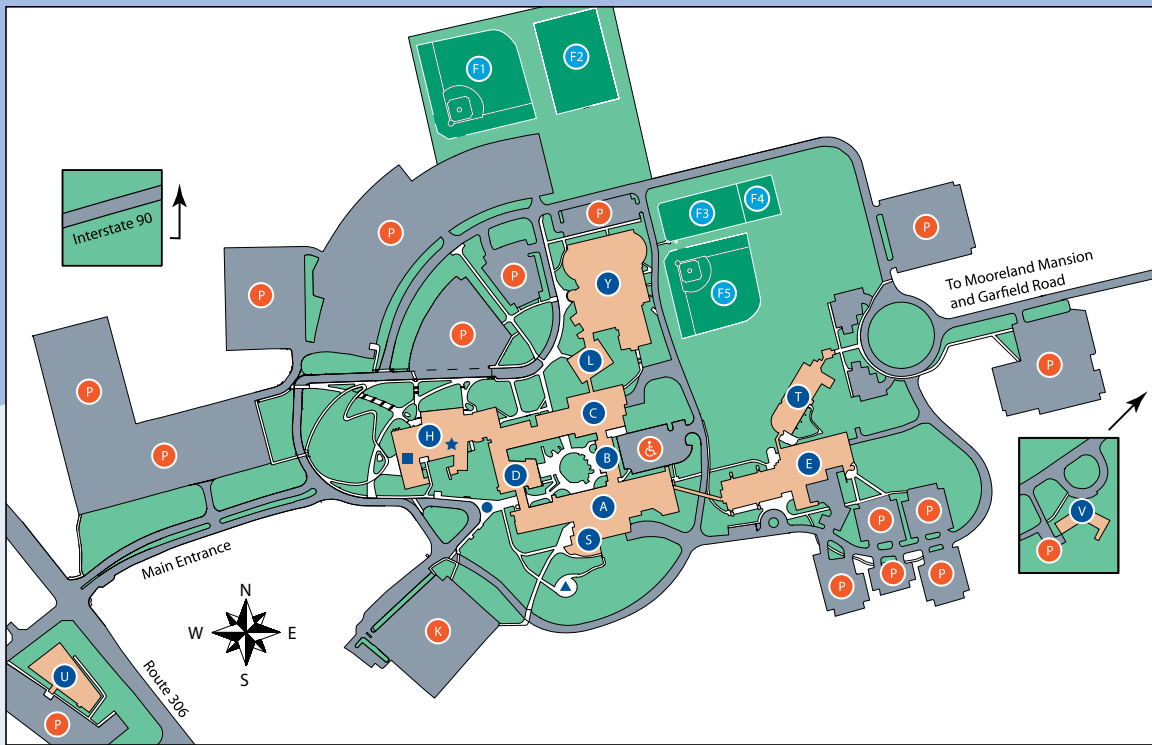 F1
F2
Interstate 90
P
P
F3
F4
P
P
P
P
Y
F5
To Mooreland Mansion
and Garfield Road
P
L
P
P
T
C
H
P
B
E
D
A
S
P
P
V
P
P
P
P
Main Entrance
N
W
E
S
K
U
Route 306
P